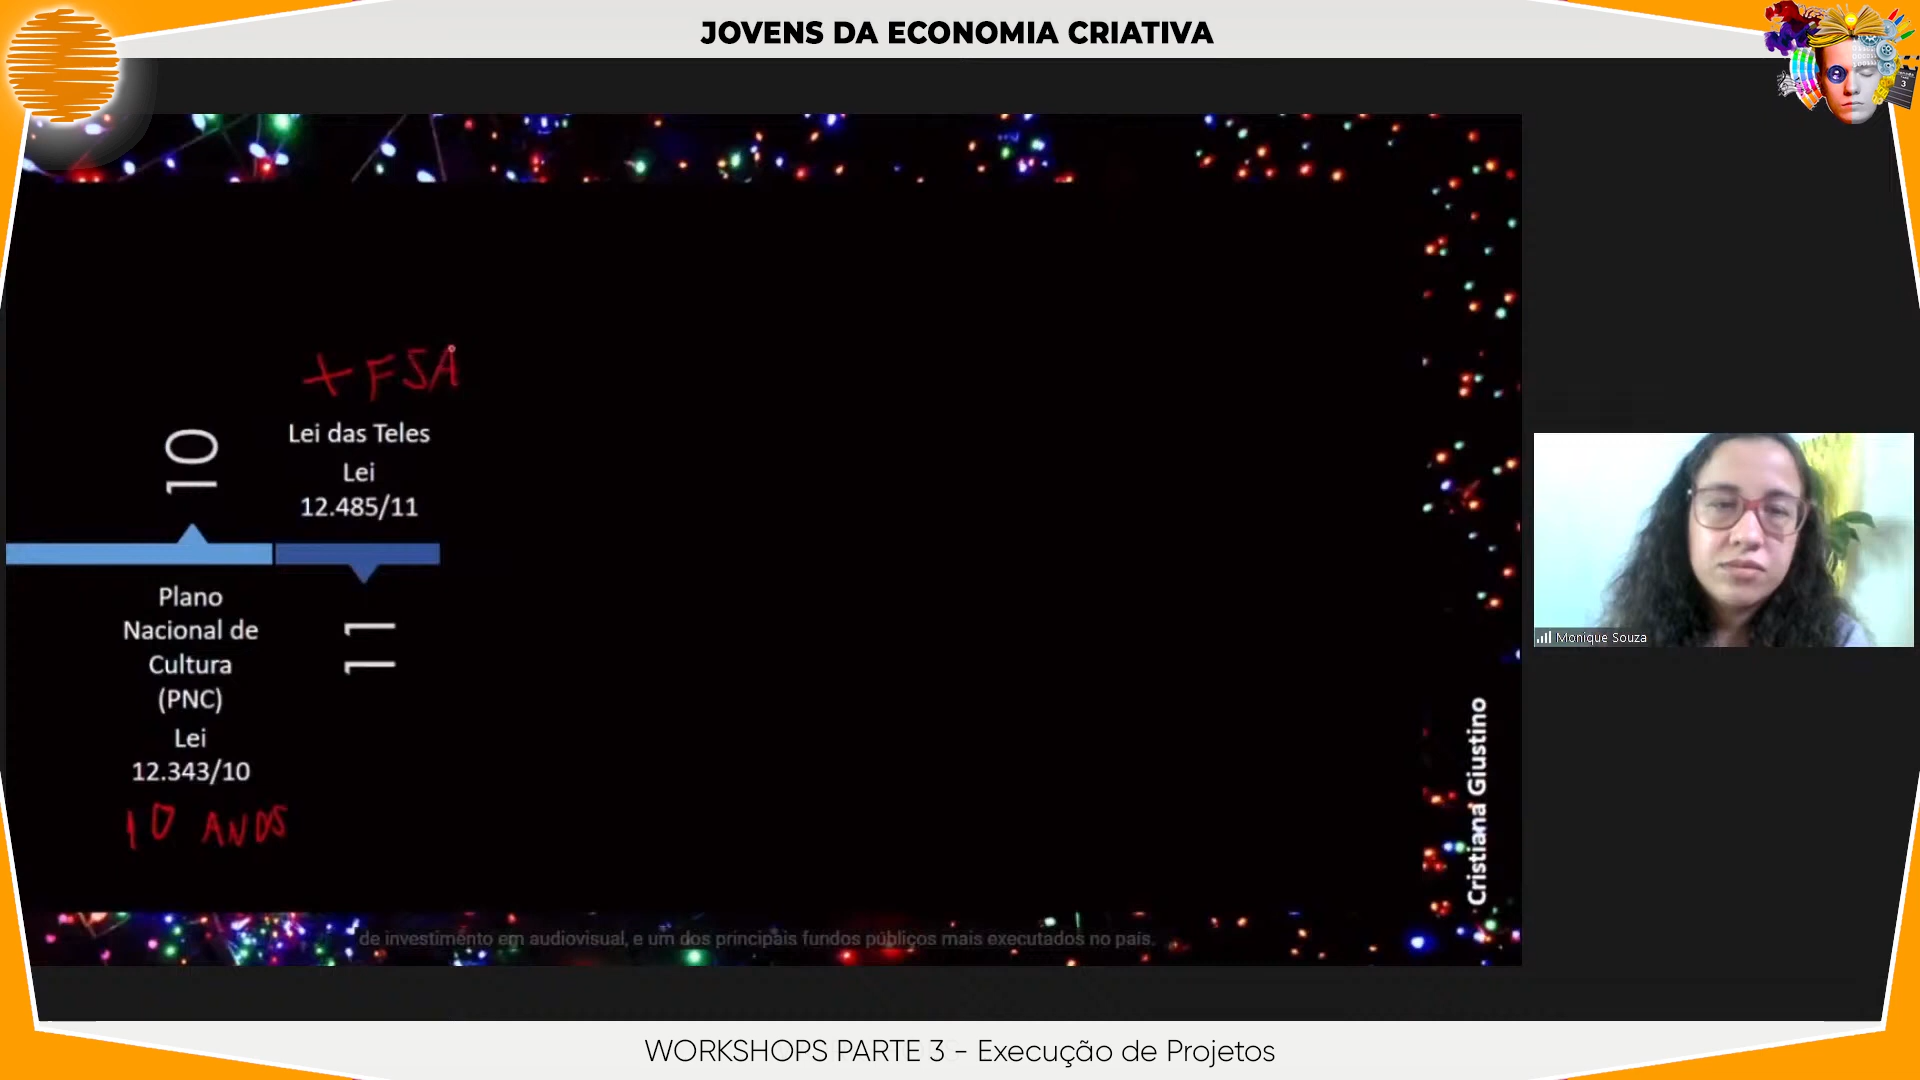 JOVENS DA ECONOMIA CRIATIVA
+ FSA
10
Lei das Teles
Lei
12.485/11
Plano
Nacional de
Cultura
(PNC)
Lei
12.343/10
11
10 ANOS
Cristiana Giustino
Monique Souza
de investimento em audiovisual, e um dos principais fundos públicos mais executados no país.
WORKSHOPS PARTE 3 - Execução de Projetos